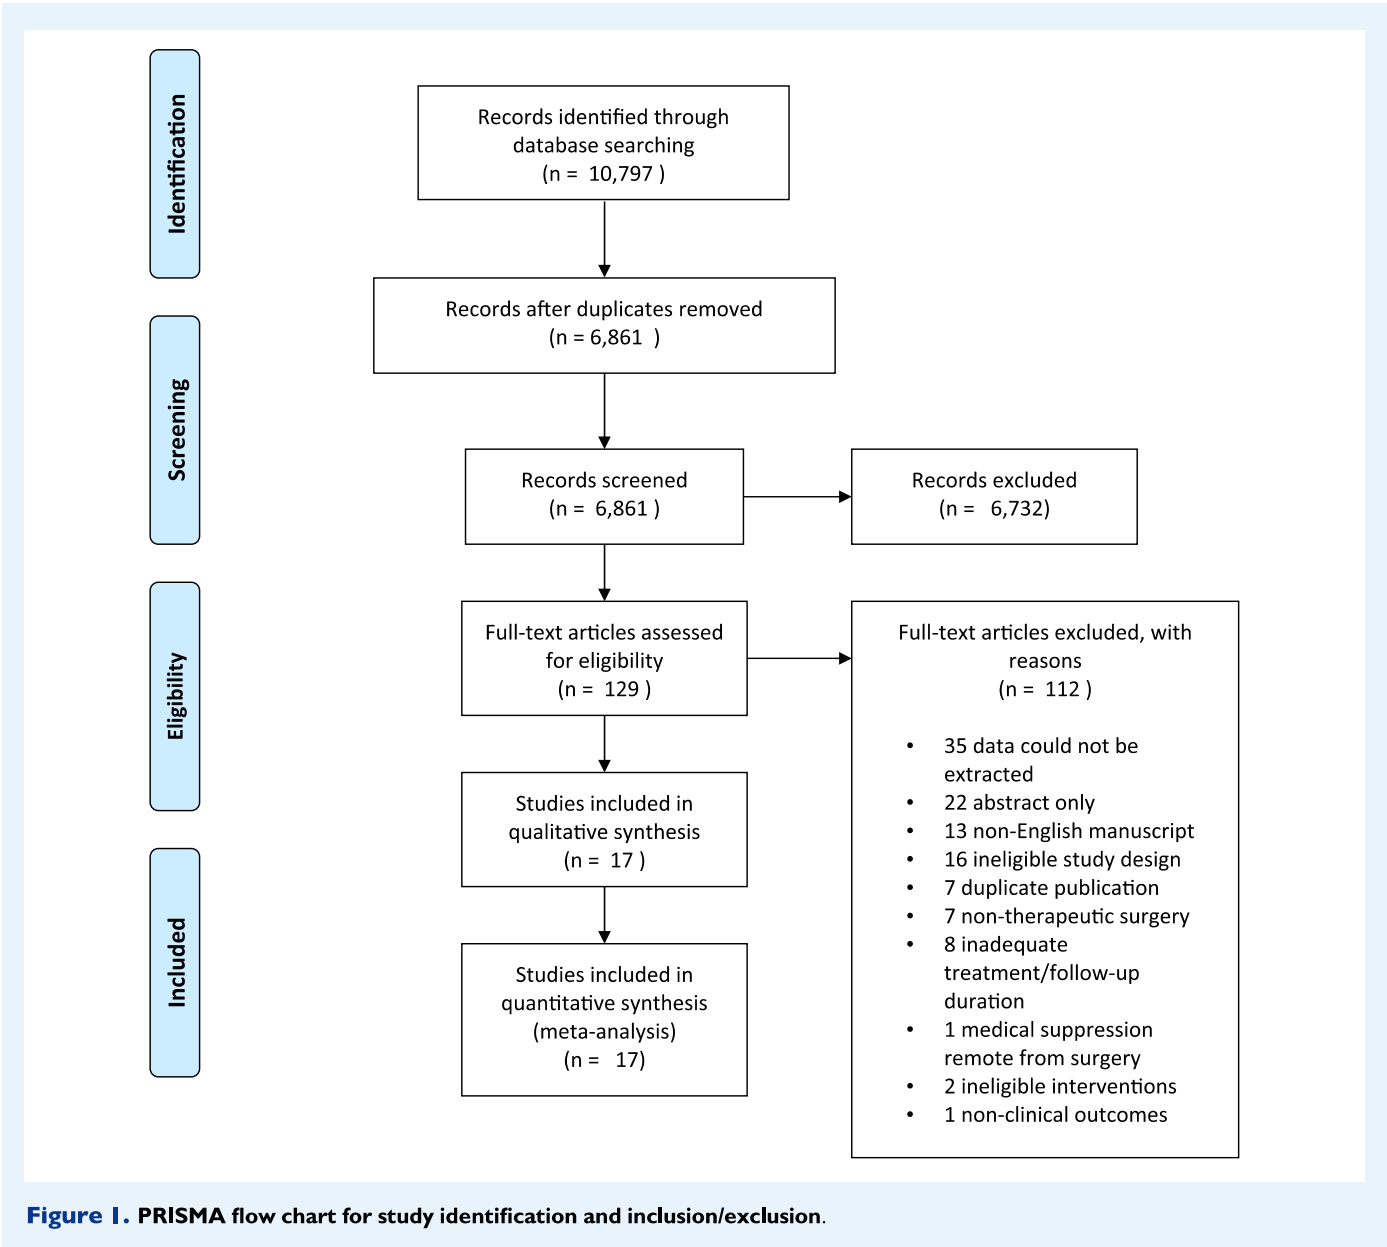 Identification
Records identified through
database searching
(n = 10,797 )
Records after duplicates removed
(n = 6,861 )
Screening
Records screened
(n = 6,861 )
Records excluded
(n = 6,732)
Eligibility
Full-text articles assessed
for eligibility
(n = 129 )
Full-text articles excluded, with
reasons
(n = 112 )
• 35 data could not be
extracted
• 22 abstract only
• 13 non-English manuscript
• 16 ineligible study design
• 7 duplicate publication
• 7 non-therapeutic surgery
• 8 inadequate
treatment/follow-up
duration
• 1 medical suppression
remote from surgery
• 2 ineligible interventions
• 1 non-clinical outcomes
Studies included in
qualitative synthesis
(n = 17 )
Included
Studies included in
quantitative synthesis
(meta-analysis)
(n = 17)
Figure 1. PRISMA flow chart for study identification and inclusion/exclusion.